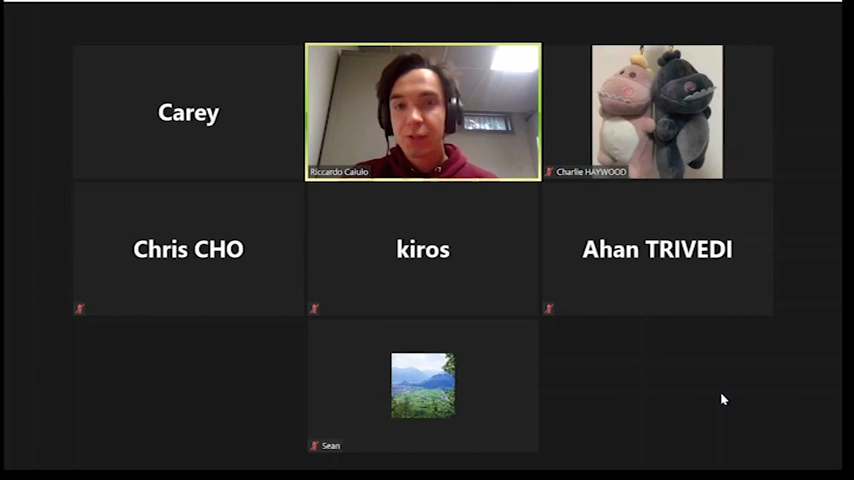 Carey
Riccardo Caiulo
Charlie HAYWOOD
Chris CHO
kiros
Ahan TRIVEDI
Sean